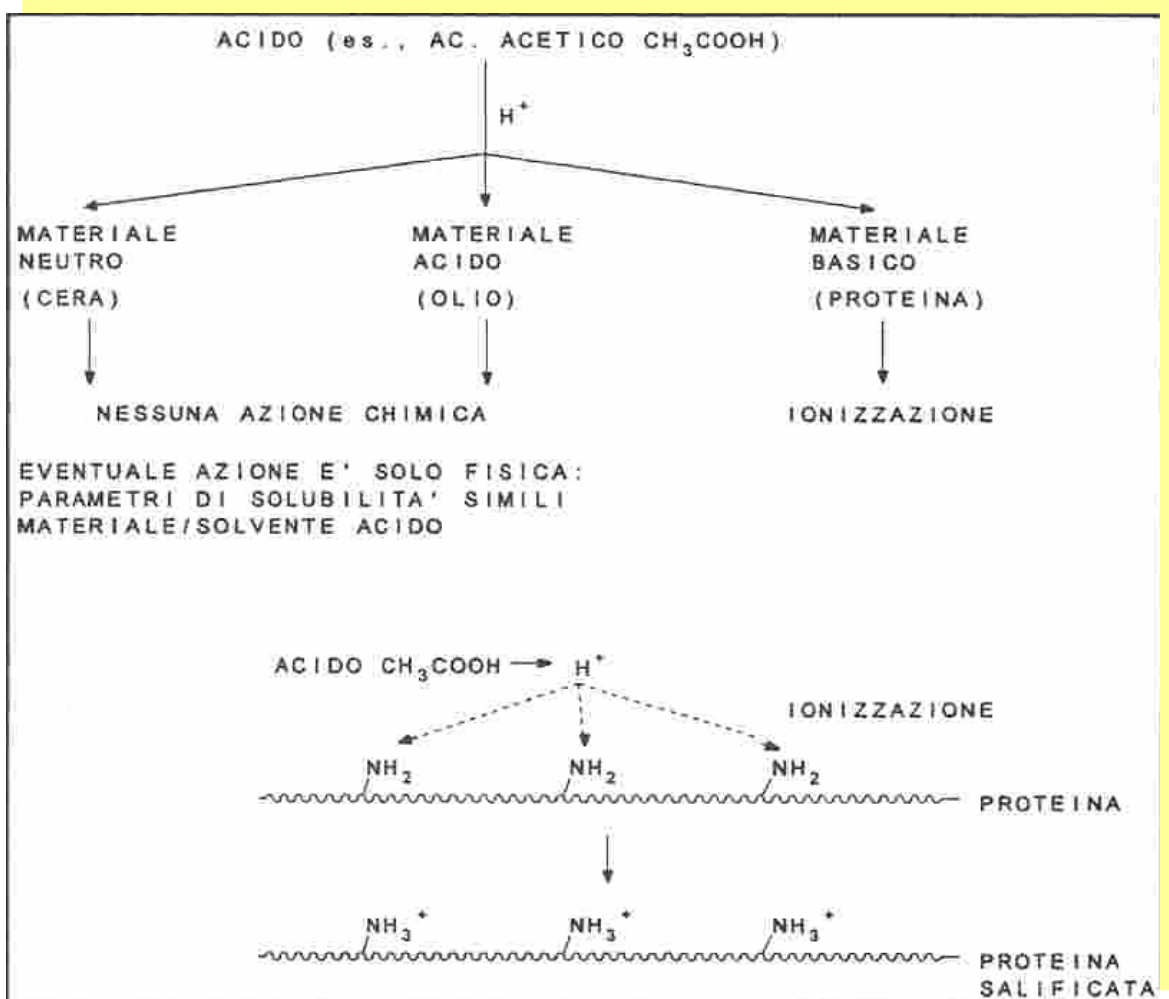 ACIDO (es., AC. ACETICO CH₃COOH)
H⁺
MATERIALE NEUTRO (CERA)
MATERIALE ACIDO (OLIO)
MATERIALE BASICO (PROTEINA)
NESSUNA AZIONE CHIMICA
IONIZZAZIONE
EVENTUALE AZIONE E' SOLO FISICA:
PARAMETRI DI SOLUBILITA' SIMILI
MATERIALE/SOLVENTE ACIDO
ACIDO CH₃COOH → H⁺
IONIZZAZIONE
NH₂ NH₂ NH₂
PROTEINA
NH₃⁺ NH₃⁺ NH₃⁺
PROTEINA
SALIFICATA